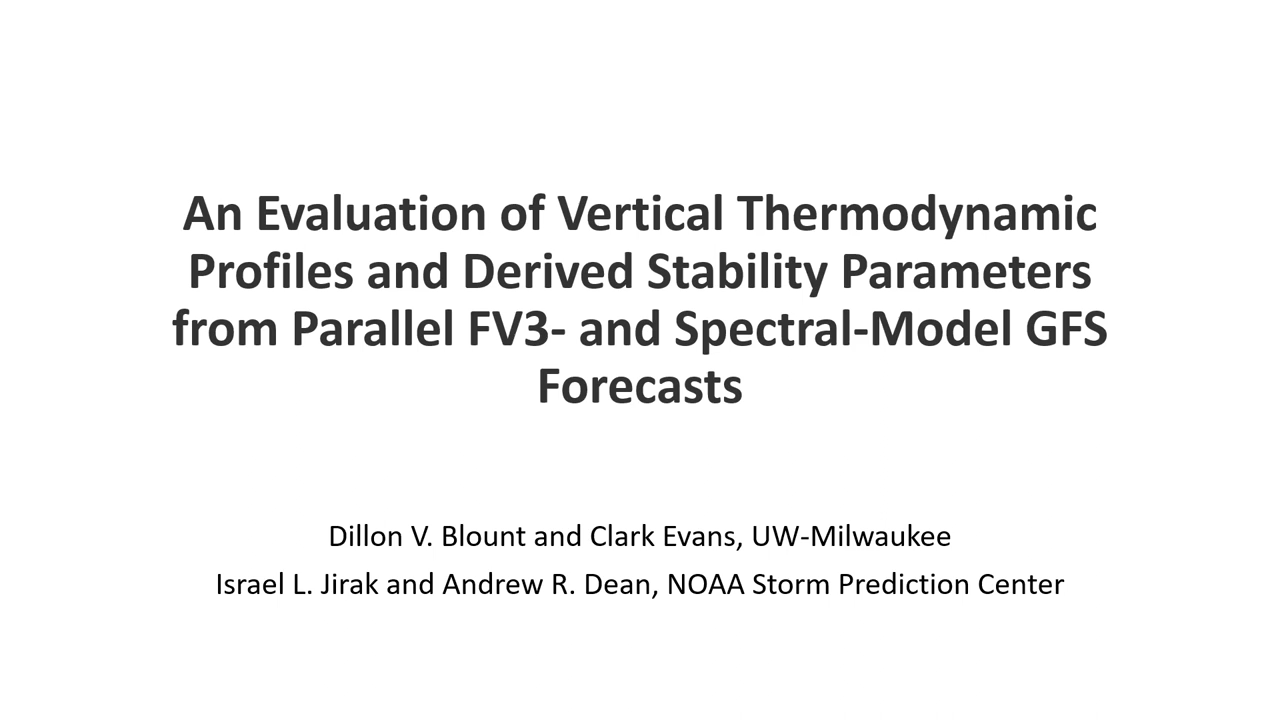 An Evaluation of Vertical Thermodynamic
Profiles and Derived Stability Parameters
from Parallel FV3- and Spectral-Model GFS
Forecasts
Dillon V. Blount and Clark Evans, UW-Milwaukee
Israel L. Jirak and Andrew R. Dean, NOAA Storm Prediction Center